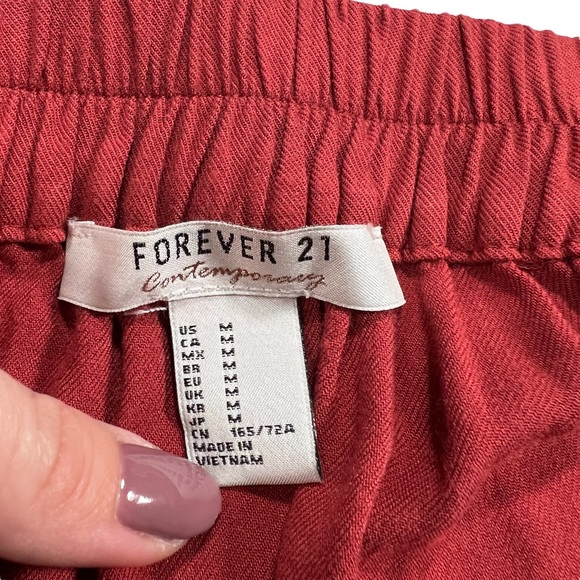 FOREVER 21
Contemporary
US M
CA M
MX M
BR M
EU M
UK M
KR M
JP M
CN 165/72A
MADE IN
VIETNAM